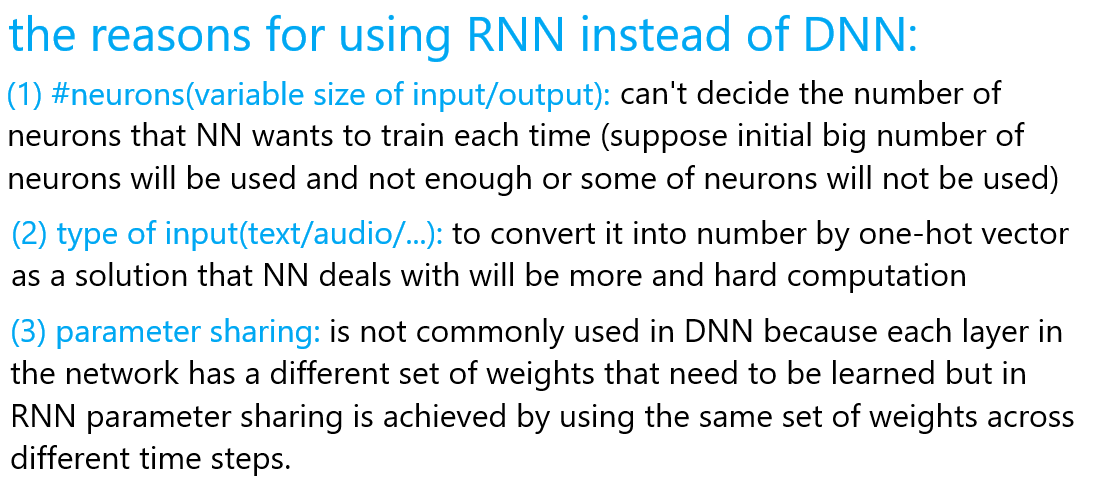 the reasons for using RNN instead of DNN:
(1) #neurons(variable size of input/output): can't decide the number of
neurons that NN wants to train each time (suppose initial big number of
neurons will be used and not enough or some of neurons will not be used)
(2) type of input(text/audio/...): to convert it into number by one-hot vector
as a solution that NN deals with will be more and hard computation
(3) parameter sharing: is not commonly used in DNN because each layer in
the network has a different set of weights that need to be learned but in
RNN parameter sharing is achieved by using the same set of weights across
different time steps.